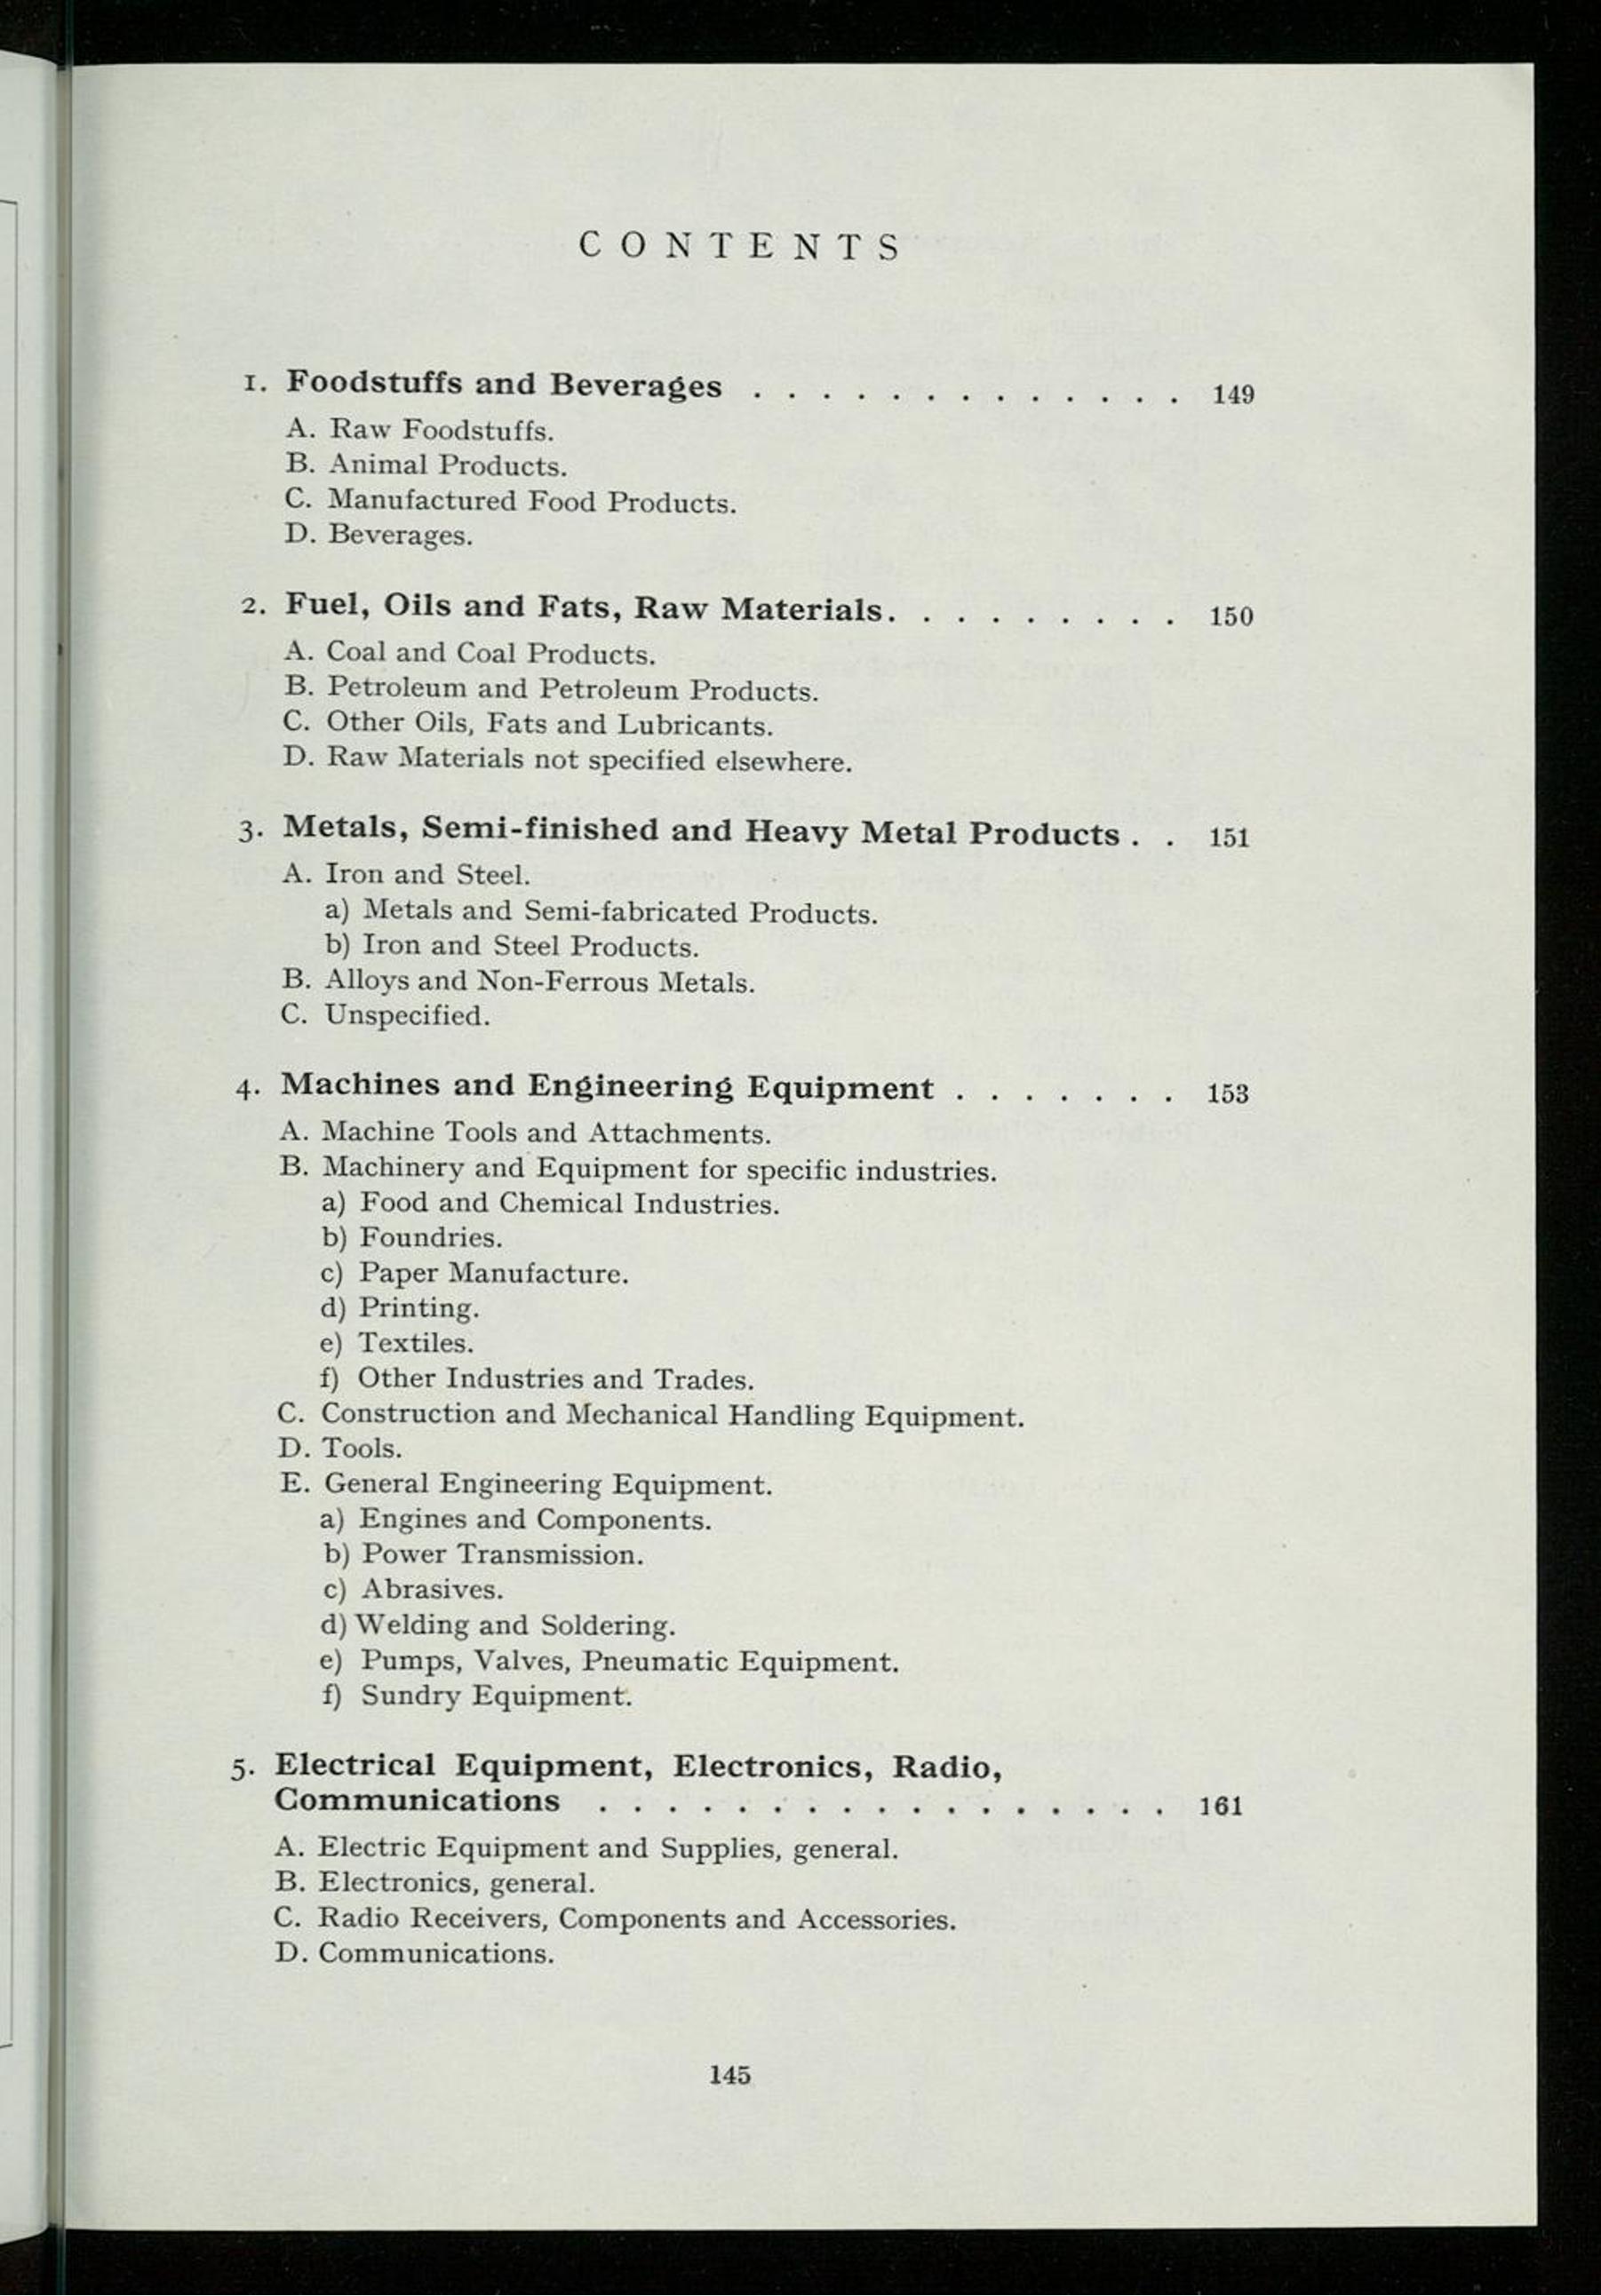 CONTENTS
1. Foodstuffs and Beverages . . . . . . . . . . . . . 149
A. Raw Foodstuffs.
B. Animal Products.
C. Manufactured Food Products.
D. Beverages.
2. Fuel, Oils and Fats, Raw Materials. . . . . . . . . . 150
A. Coal and Coal Products.
B. Petroleum and Petroleum Products.
C. Other Oils, Fats and Lubricants.
D. Raw Materials not specified elsewhere.
3. Metals, Semi-finished and Heavy Metal Products . . 151
A. Iron and Steel.
a) Metals and Semi-fabricated Products.
b) Iron and Steel Products.
B. Alloys and Non-Ferrous Metals.
C. Unspecified.
4. Machines and Engineering Equipment . . . . . . . 153
A. Machine Tools and Attachments.
B. Machinery and Equipment for specific industries.
a) Food and Chemical Industries.
b) Foundries.
c) Paper Manufacture.
d) Printing.
e) Textiles.
f) Other Industries and Trades.
C. Construction and Mechanical Handling Equipment.
D. Tools.
E. General Engineering Equipment.
a) Engines and Components.
b) Power Transmission.
c) Abrasives.
d) Welding and Soldering.
e) Pumps, Valves, Pneumatic Equipment.
f) Sundry Equipment.
5. Electrical Equipment, Electronics, Radio,
Communications . . . . . . . . . . . . . . . . . 161
A. Electric Equipment and Supplies, general.
B. Electronics, general.
C. Radio Receivers, Components and Accessories.
D. Communications.
145